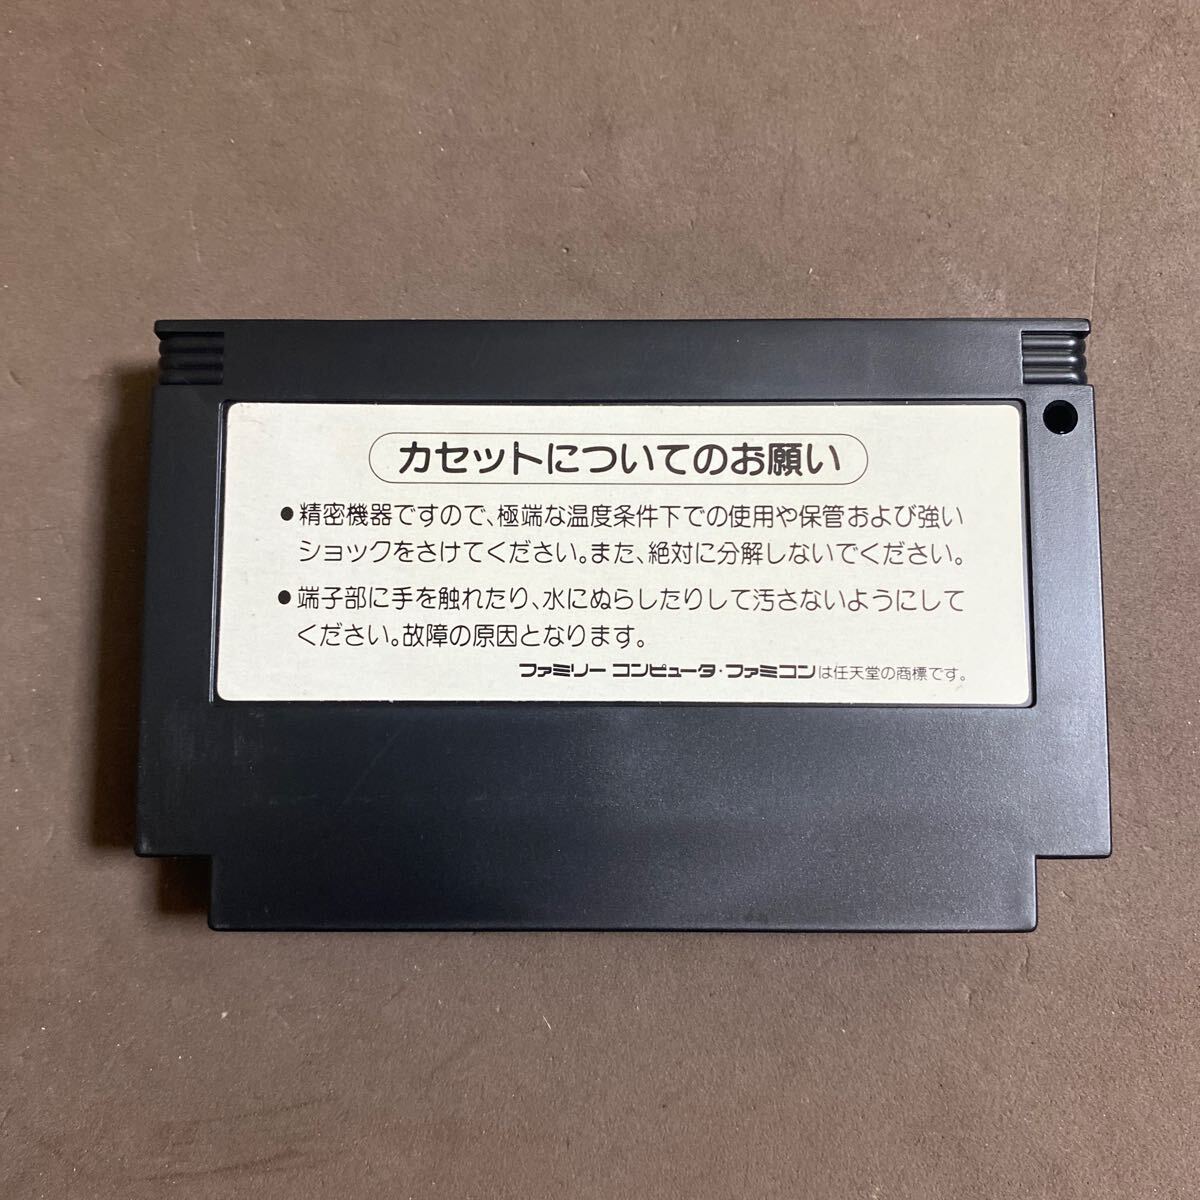 カセットについてのお願い
●精密機器ですので、極端な温度条件下での使用や保管および強い
ショックをさけてください。また、絶対に分解しないでください。
●端子部に手を触れたり、水にぬらしたりして汚さないようにして
ください。故障の原因となります。
ファミリーコンピュータ・ファミコンは任天堂の商標です。